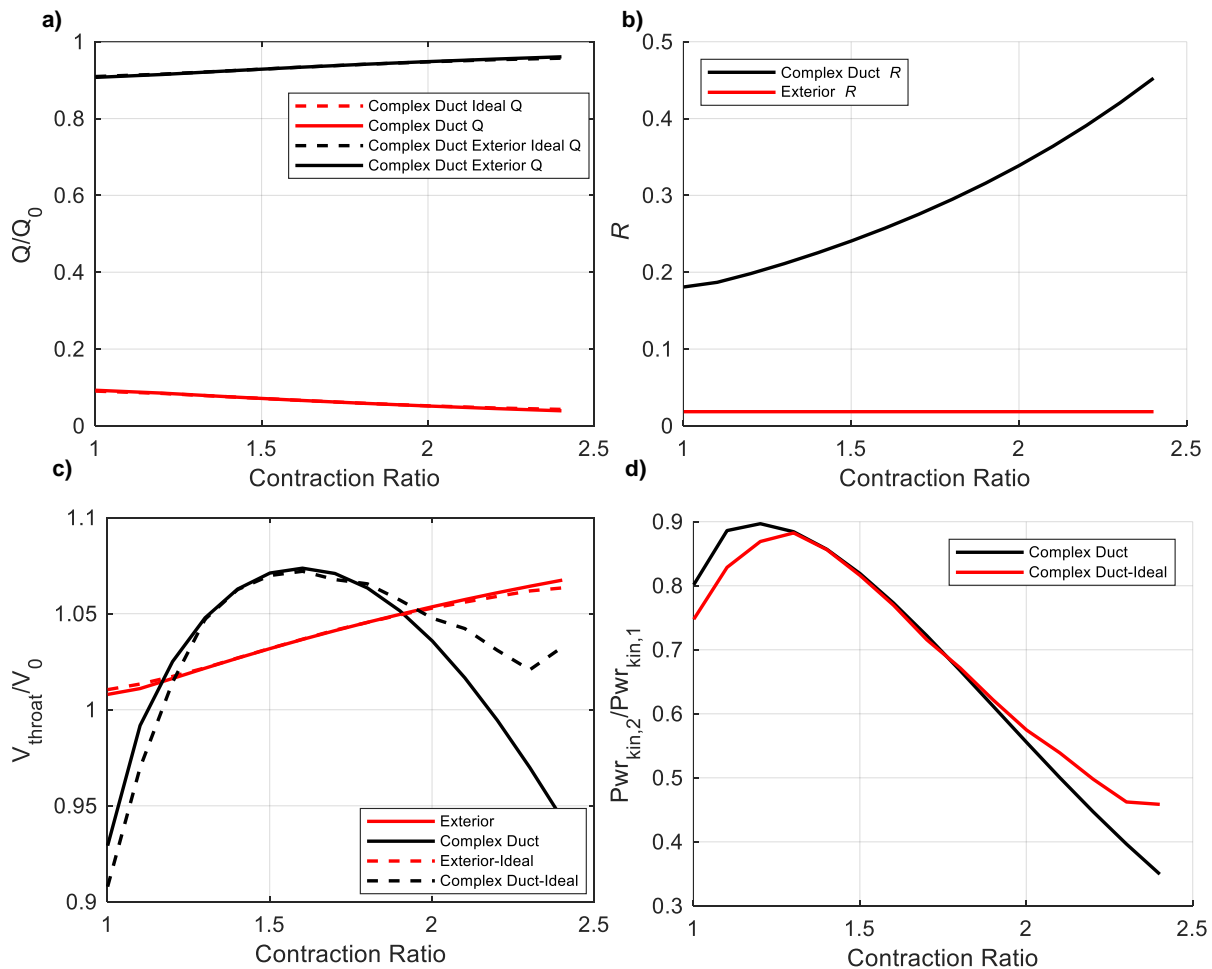 a)
1
0.8
0.6
0.4
0.2
0
1
1.5
2
2.5
Q/Q0
Contraction Ratio
Complex Duct Ideal Q
Complex Duct Q
Complex Duct Exterior Ideal Q
Complex Duct Exterior Q
b)
0.5
0.4
0.3
0.2
0.1
0
1
1.5
2
2.5
R
Contraction Ratio
Complex Duct R
Exterior R
c)
1.1
1.05
1
0.95
0.9
1
1.5
2
2.5
Vthroat/V0
Contraction Ratio
Exterior
Complex Duct
Exterior-Ideal
Complex Duct-Ideal
d)
0.9
0.8
0.7
0.6
0.5
0.4
0.3
1
1.5
2
2.5
Pwrkin,2/Pwrkin,1
Contraction Ratio
Complex Duct
Complex Duct-Ideal